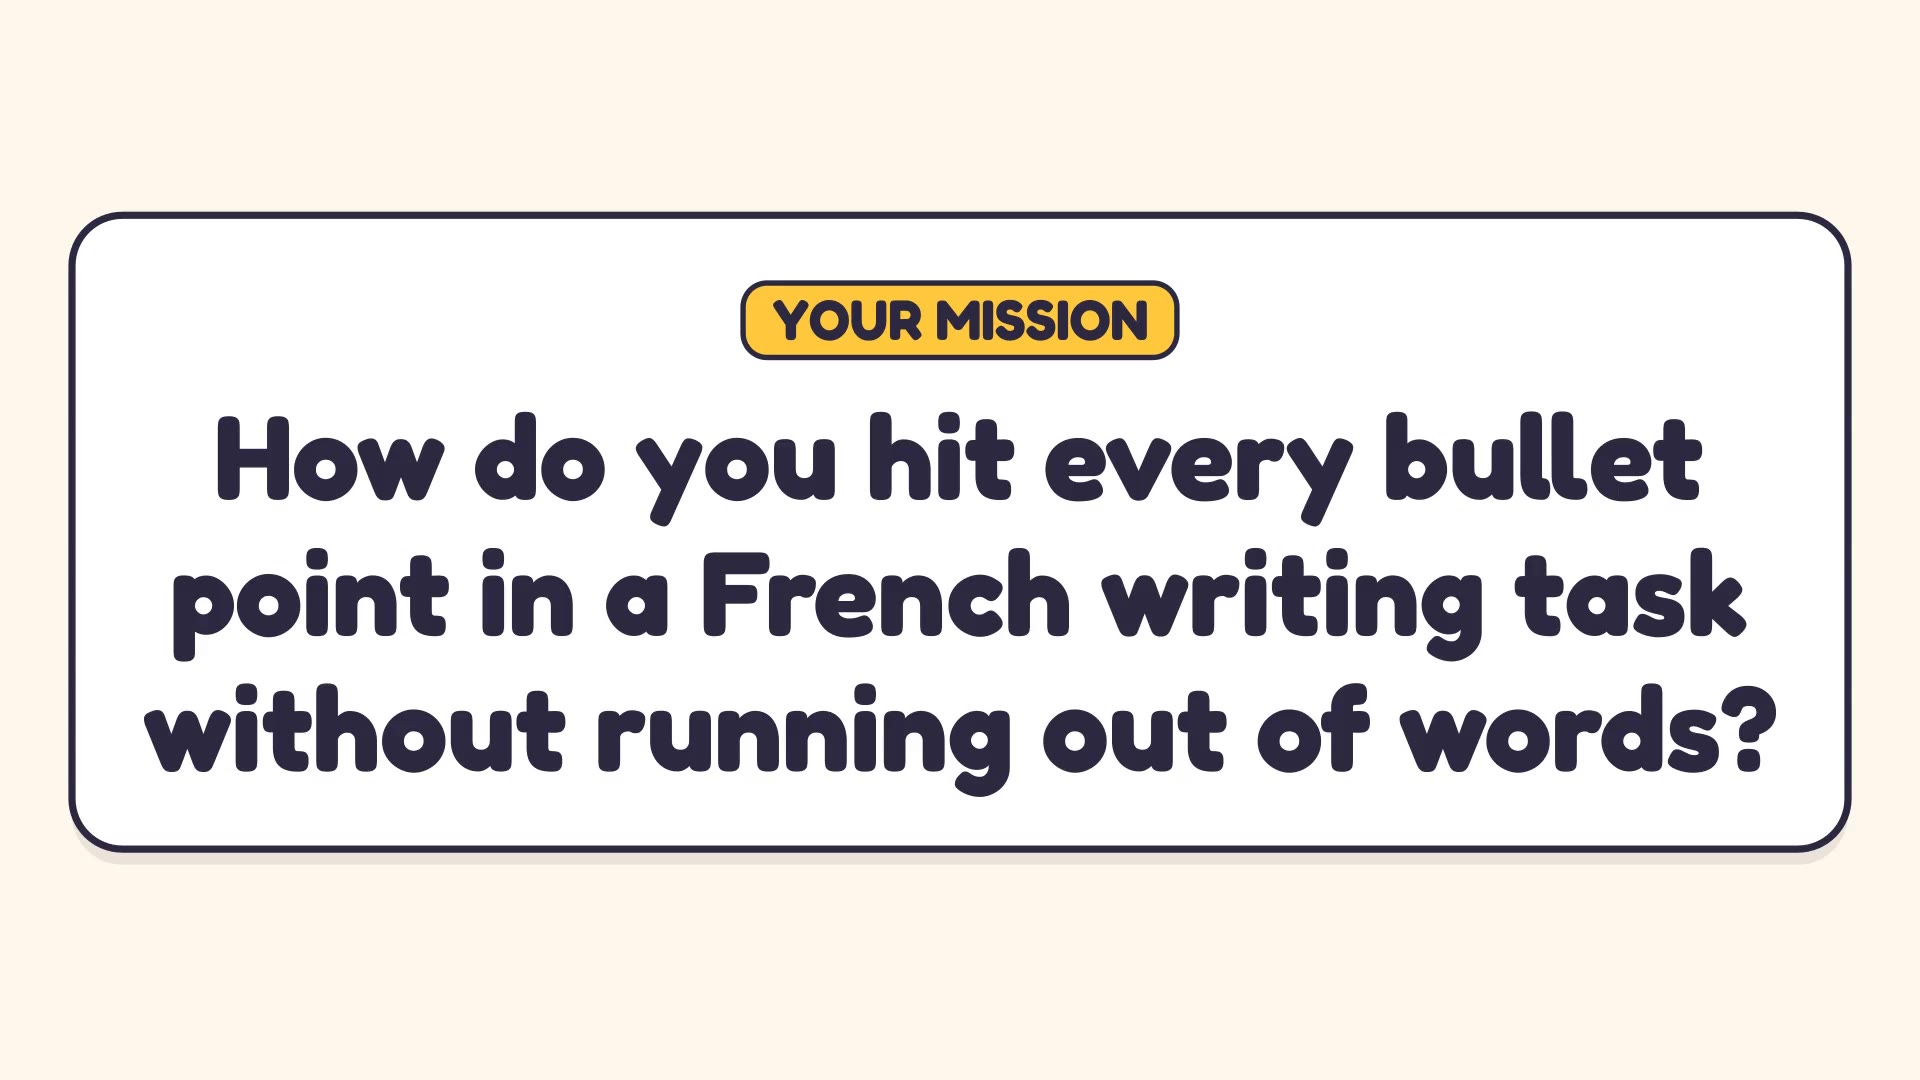 YOUR MISSION
How do you hit every bullet
point in a French writing task
without running out of words?